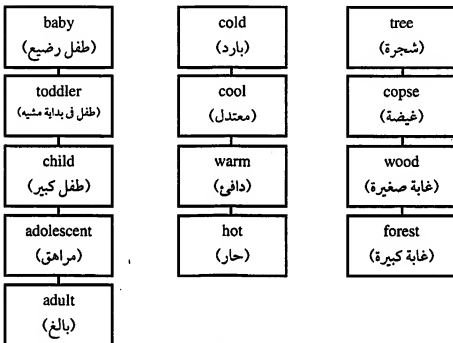 baby
(طفل رضيع)
toddler
(طفل فى بداية مشيه)
child
(طفل كبير)
adolescent
(مراهق)
adult
(بالغ)
cold
(بارد)
cool
(معتدل)
warm
(دافئ)
hot
(حار)
tree
(شجرة)
copse
(غيضة)
wood
(غابة صغيرة)
forest
(غابة كبيرة)